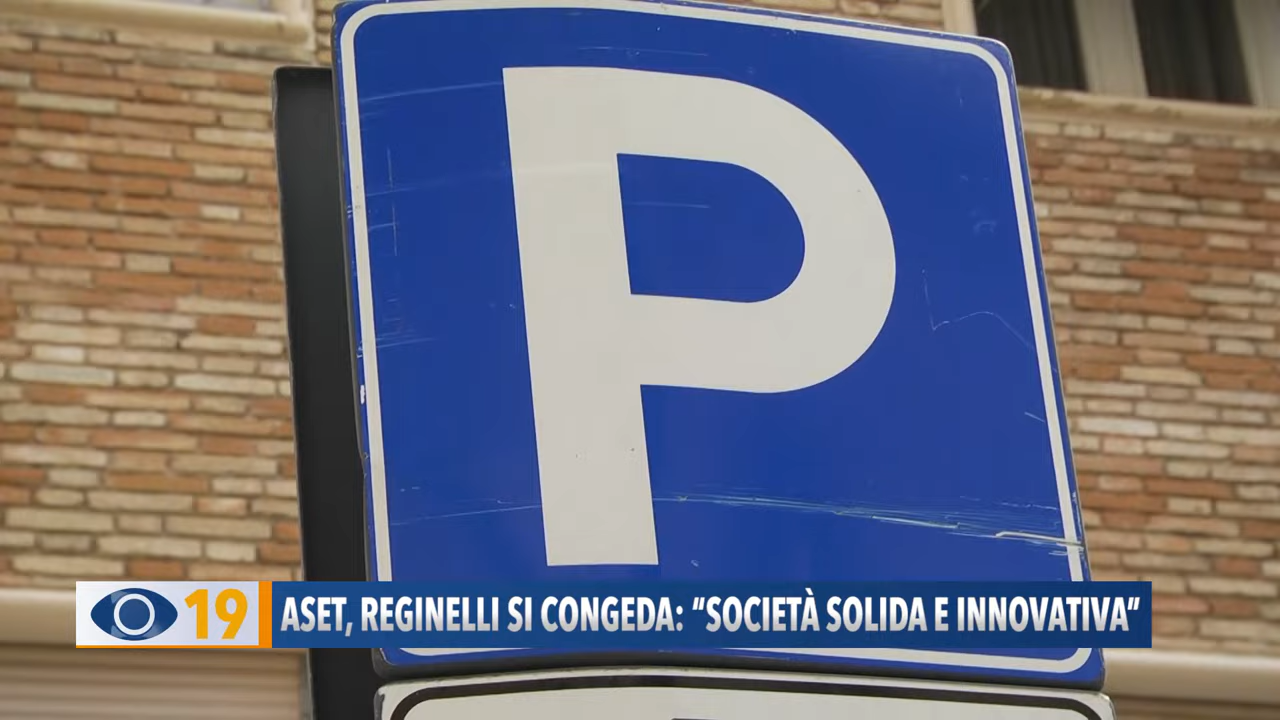 P
19
ASET, REGINELLI SI CONGEDA: “SOCIETÀ SOLIDA E INNOVATIVA”